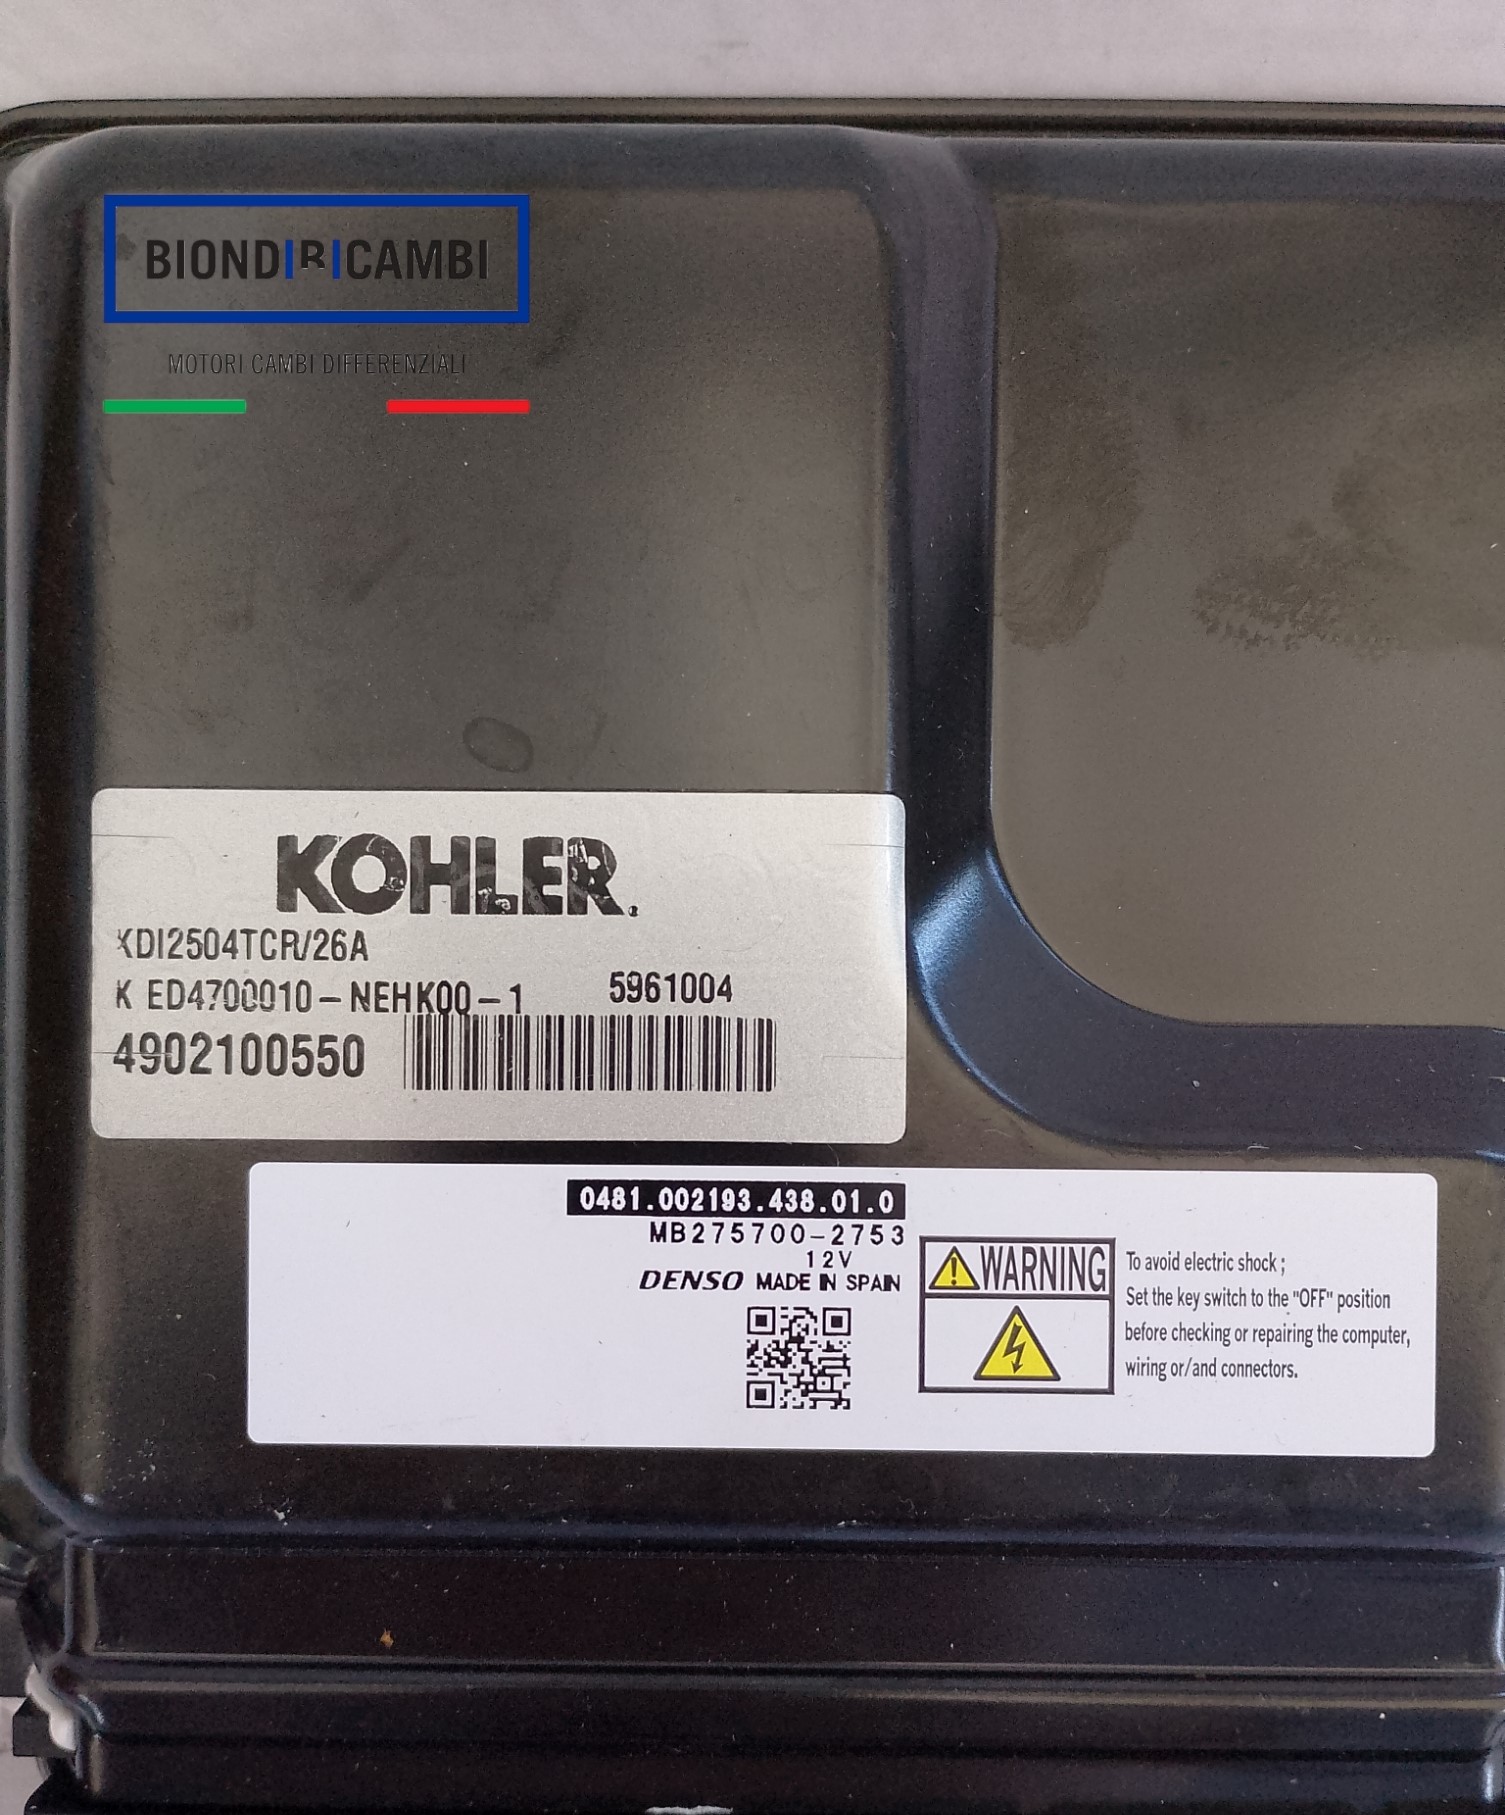 BIONDIRICAMBI
MOTORI CAMBI DIFFERENZIALI
KOHLER.
KDI2504TCR/26A
K ED4700010-NEHK00-1 5961004
4902100550
0481.002193.438.01.0
MB275700-2753
12V
DENSO MADE IN SPAIN
WARNING
To avoid electric shock ;
Set the key switch to the "OFF" position
before checking or repairing the computer,
wiring or/and connectors.